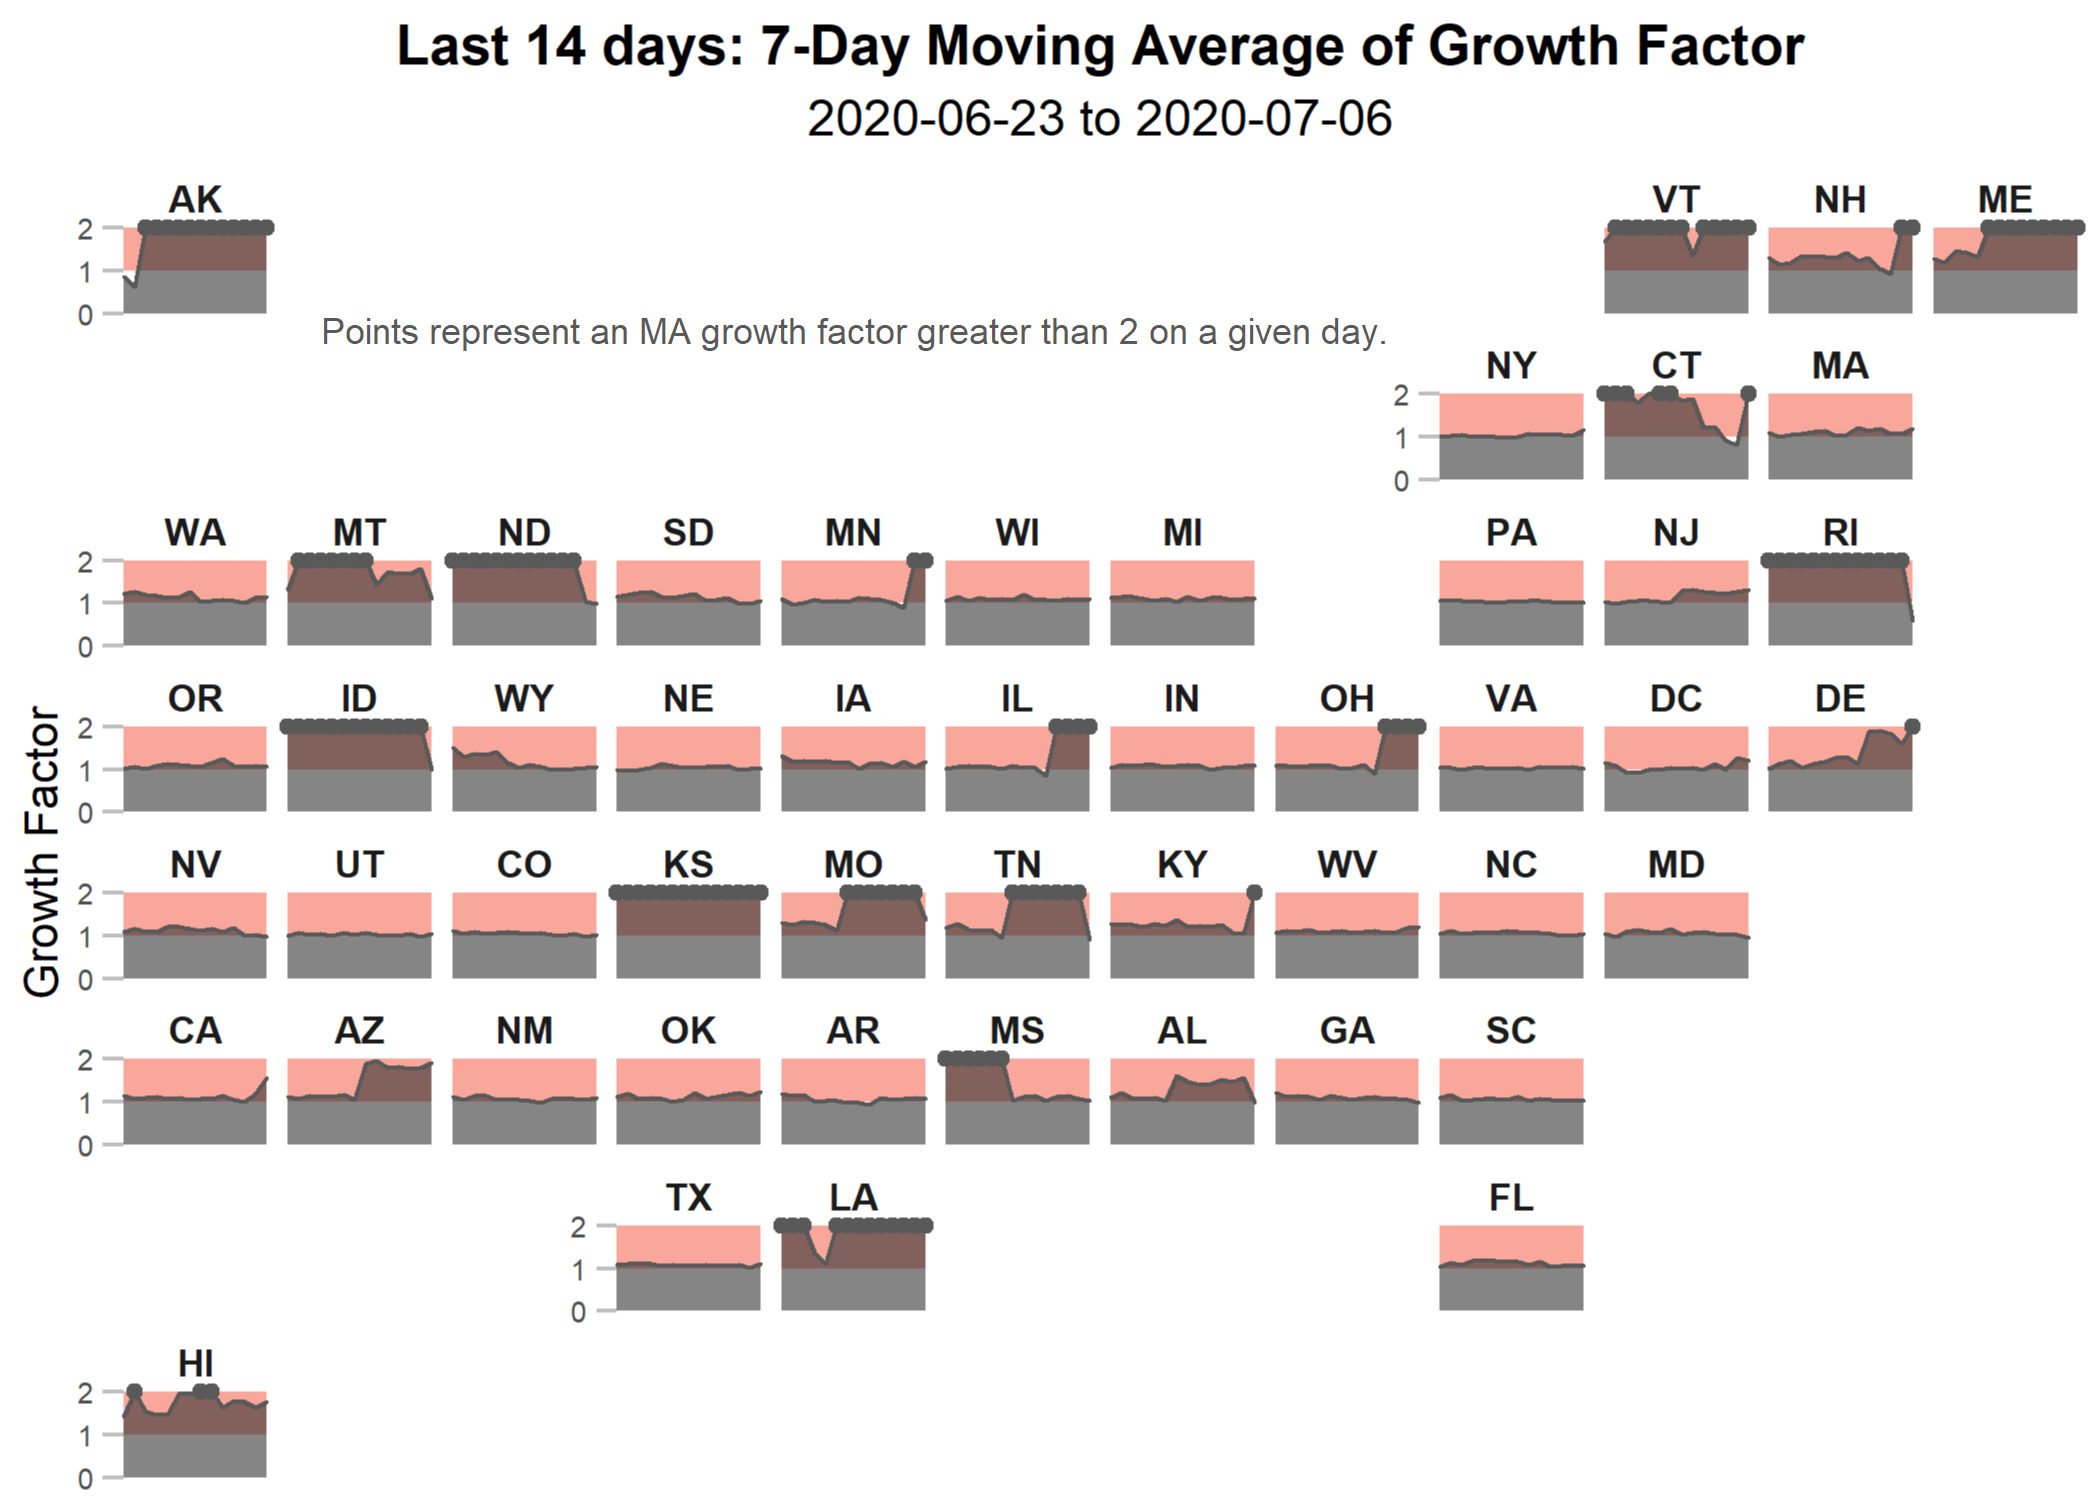 Last 14 days: 7-Day Moving Average of Growth Factor
2020-06-23 to 2020-07-06
AK VT NH ME
2
1
0
Points represent an MA growth factor greater than 2 on a given day.
NY CT MA
2
1
0
WA MT ND SD MN WI MI PA NJ RI
2
1
0
OR ID WY NE IA IL IN OH VA DC DE
2
1
0
Growth Factor
NV UT CO KS MO TN KY WV NC MD
2
1
0
CA AZ NM OK AR MS AL GA SC
2
1
0
TX LA FL
2
1
0
HI
2
1
0